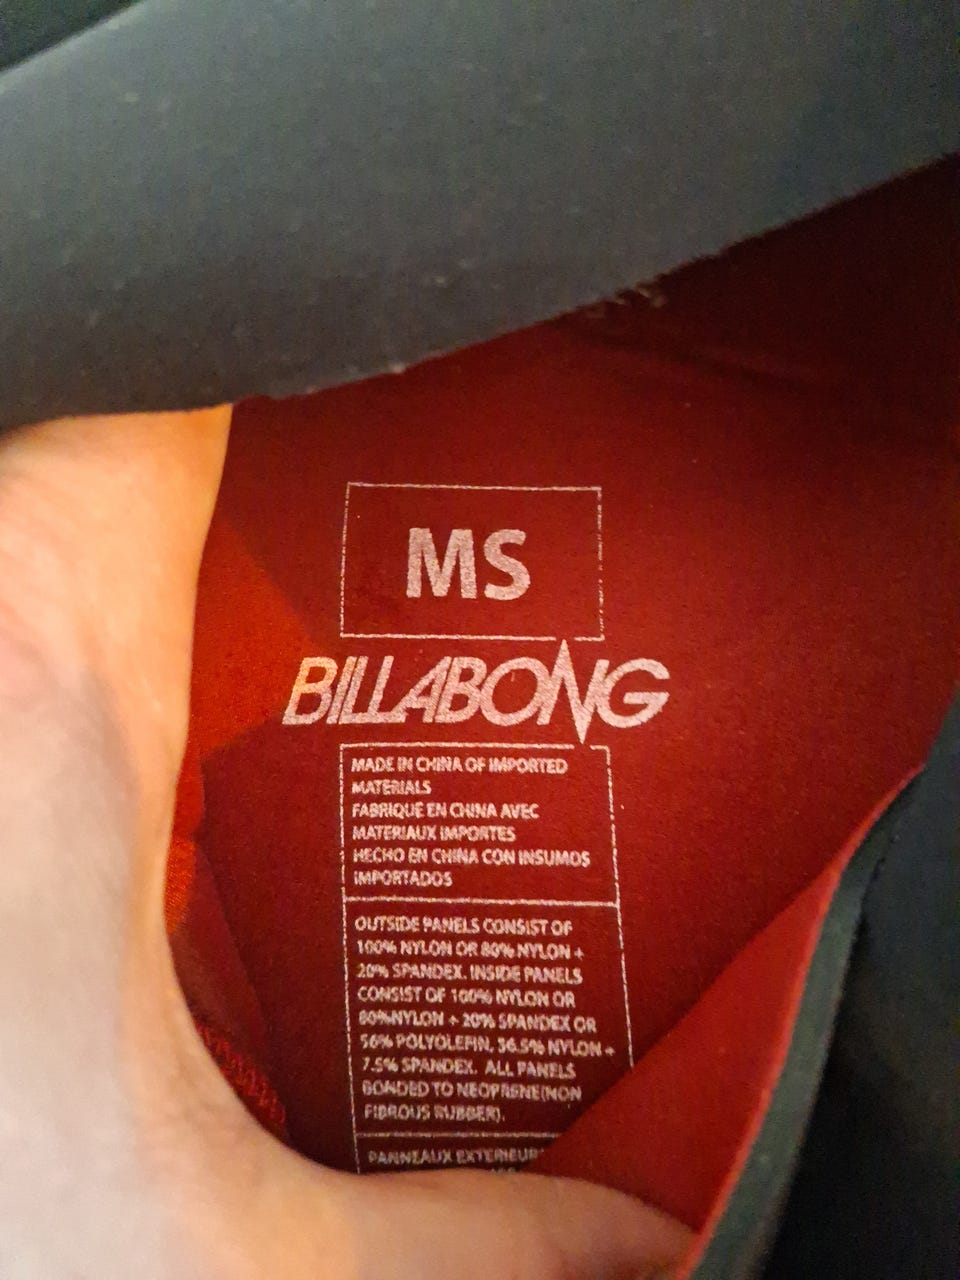 MS
BILLABONG
MADE IN CHINA OF IMPORTED
MATERIALS
FABRIQUE EN CHINA AVEC
MATERIAUX IMPORTES
HECHO EN CHINA CON INSUMOS
IMPORTADOS
OUTSIDE PANELS CONSIST OF
100% NYLON OR 80% NYLON +
20% SPANDEX. INSIDE PANELS
CONSIST OF 100% NYLON OR
80%NYLON + 20% SPANDEX OR
56% POLYOLEFIN, 36.5% NYLON +
7.5% SPANDEX. ALL PANELS
BONDED TO NEOPRENE(NON
FIBROUS RUBBER).
PANNEAUX EXTERIEUR